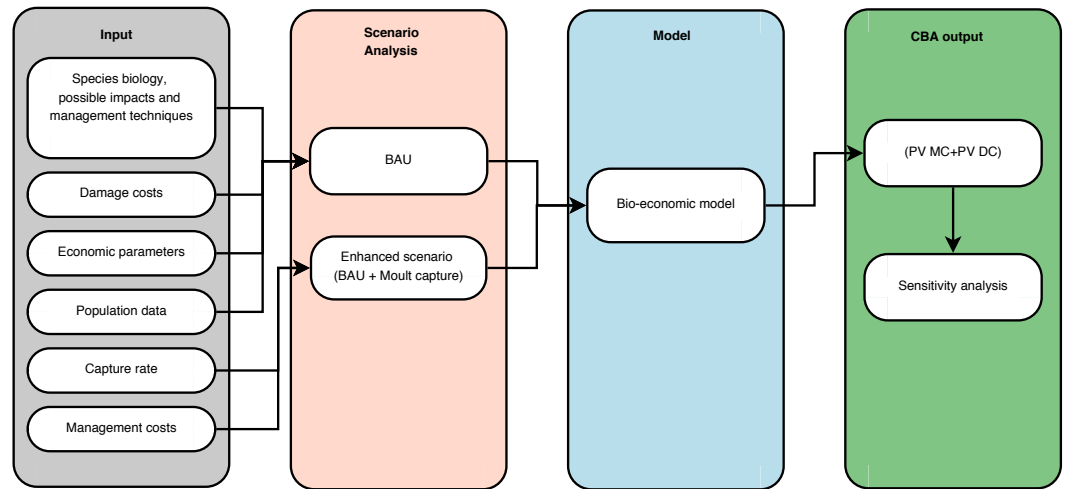 Input
Species biology,
possible impacts and
management techniques
Damage costs
Economic parameters
Population data
Capture rate
Management costs
Scenario
Analysis
BAU
Enhanced scenario
(BAU + Moult capture)
Model
Bio-economic model
CBA output
(PV MC+PV DC)
Sensitivity analysis